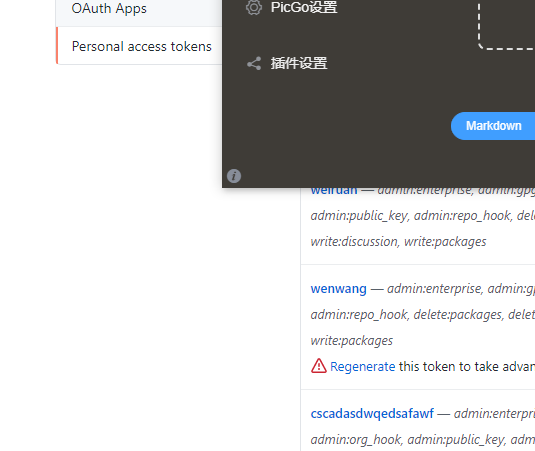 OAuth Apps
Personal access tokens
PicGo设置
插件设置
Markdown
weiruan — admin:enterprise, admin:gpg
admin:public_key, admin:repo_hook, del
write:discussion, write:packages
wenwang — admin:enterprise, admin:gp
admin:repo_hook, delete:packages, delet
write:packages
Regenerate this token to take advan
cscadasdwqedsafawf — admin:enterpri
admin:org_hook, admin:public_key, adm